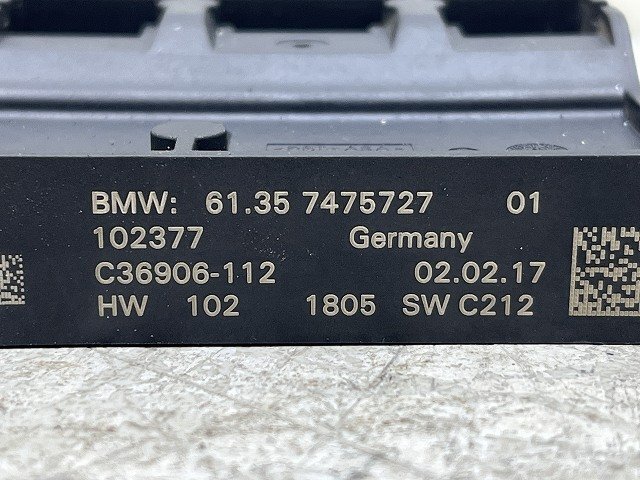 BMW: 61.35 7475727 01
102377 Germany
C36906-112 02.02.17
HW 102 1805 SW C212